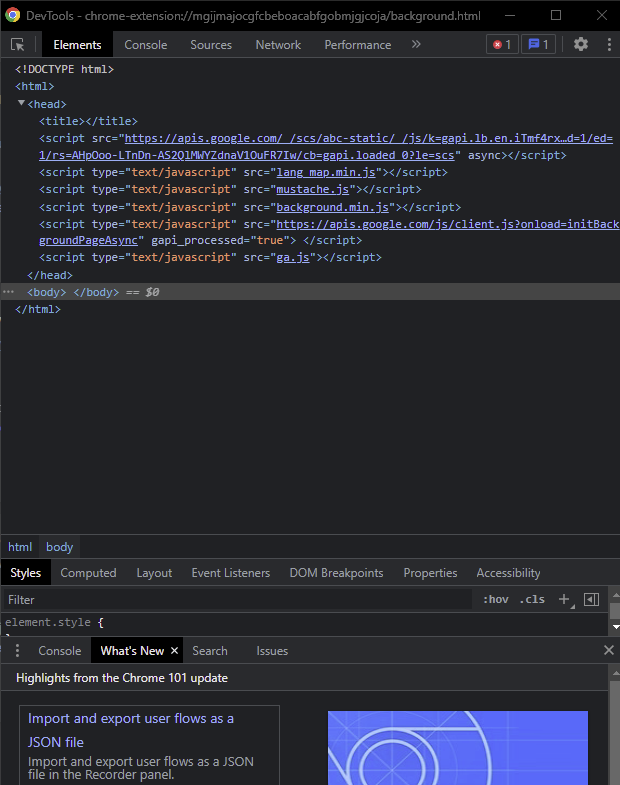 DevTools - chrome-extension://mgijmajocgfcbeboacabfgobmjgjcoja/background.html
Elements Console Sources Network Performance » 1 1
<!DOCTYPE html>
<html>
<head>
<title></title>
<script src="https://apis.google.com/_/scs/abc-static/_/js/k=gapi.lb.en.iTmf4rx…d=1/ed=
1/rs=AHpOoo-LTnDn-AS2QlMWYZdnaV1OuFR7Iw/cb=gapi.loaded_0?le=scs" async></script>
<script type="text/javascript" src="lang_map.min.js"></script>
<script type="text/javascript" src="mustache.js"></script>
<script type="text/javascript" src="background.min.js"></script>
<script type="text/javascript" src="https://apis.google.com/js/client.js?onload=initBack
groundPageAsync" gapi_processed="true"> </script>
<script type="text/javascript" src="ga.js"></script>
</head>
… <body> </body> == $0
</html>
html body
Styles Computed Layout Event Listeners DOM Breakpoints Properties Accessibility
Filter :hov .cls +
element.style {
Console What's New × Search Issues
Highlights from the Chrome 101 update
Import and export user flows as a
JSON file
Import and export user flows as a JSON
file in the Recorder panel.